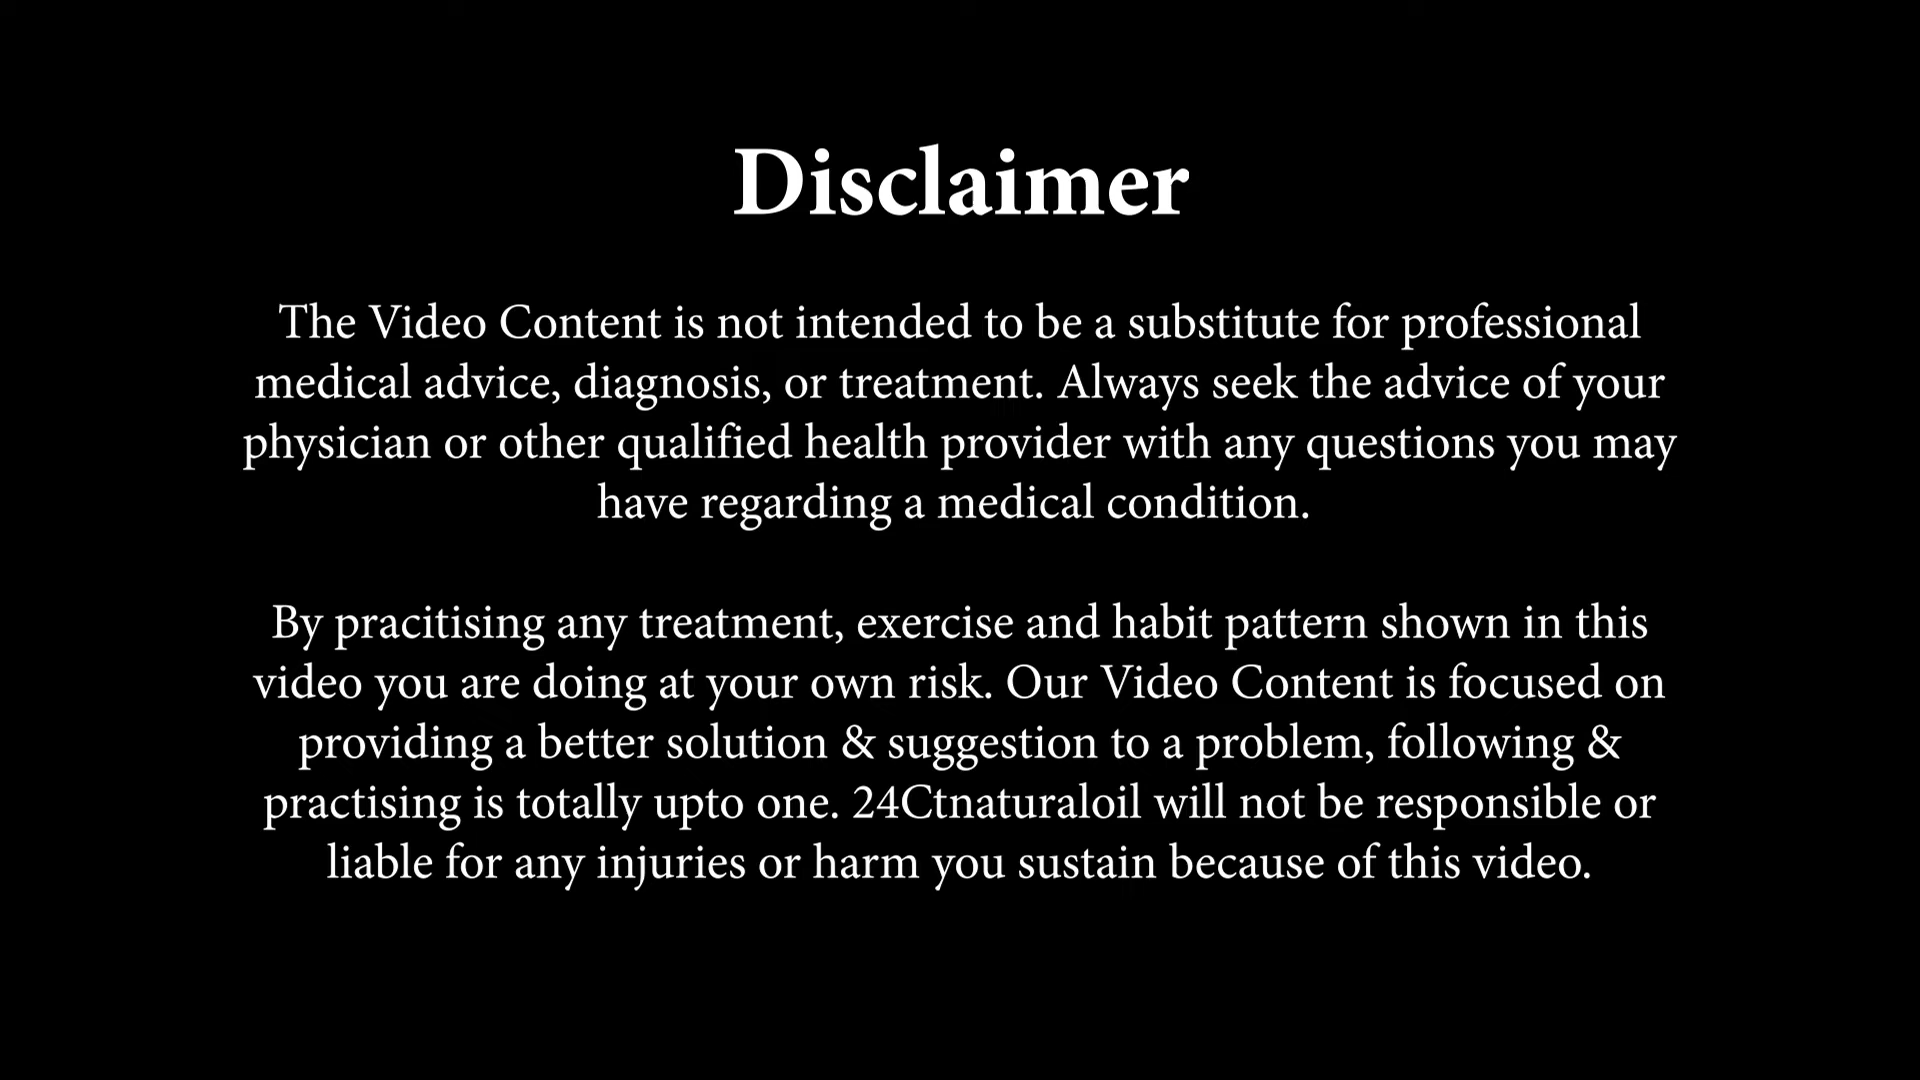 Disclaimer
The Video Content is not intended to be a substitute for professional
medical advice, diagnosis, or treatment. Always seek the advice of your
physician or other qualified health provider with any questions you may
have regarding a medical condition.
By pracitising any treatment, exercise and habit pattern shown in this
video you are doing at your own risk. Our Video Content is focused on
providing a better solution & suggestion to a problem, following &
practising is totally upto one. 24Ctnaturaloil will not be responsible or
liable for any injuries or harm you sustain because of this video.